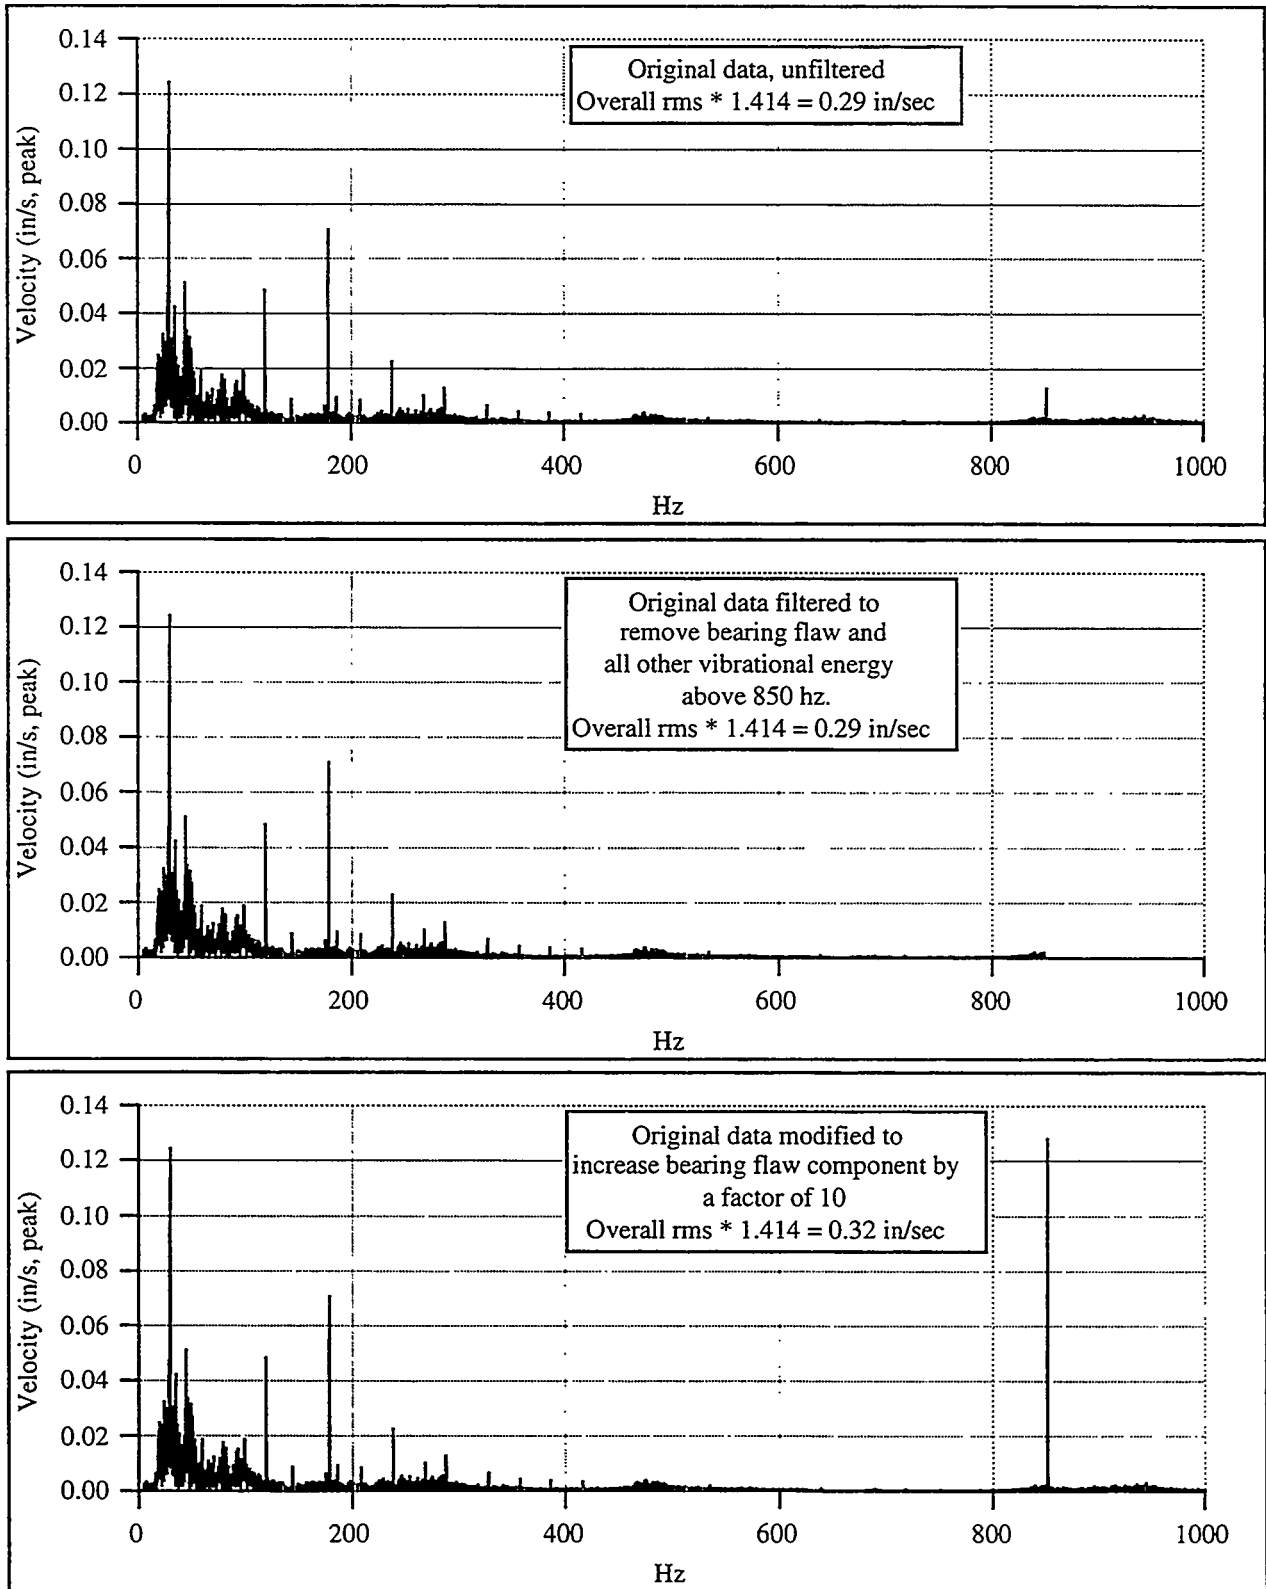 Original data, unfiltered
Overall rms * 1.414 = 0.29 in/sec
Velocity (in/s, peak)
0.14
0.12
0.10
0.08
0.06
0.04
0.02
0.00
0 200 400 600 800 1000
Hz
Original data filtered to
remove bearing flaw and
all other vibrational energy
above 850 hz.
Overall rms * 1.414 = 0.29 in/sec
Velocity (in/s, peak)
0.14
0.12
0.10
0.08
0.06
0.04
0.02
0.00
0 200 400 600 800 1000
Hz
Original data modified to
increase bearing flaw component by
a factor of 10
Overall rms * 1.414 = 0.32 in/sec
Velocity (in/s, peak)
0.14
0.12
0.10
0.08
0.06
0.04
0.02
0.00
0 200 400 600 800 1000
Hz